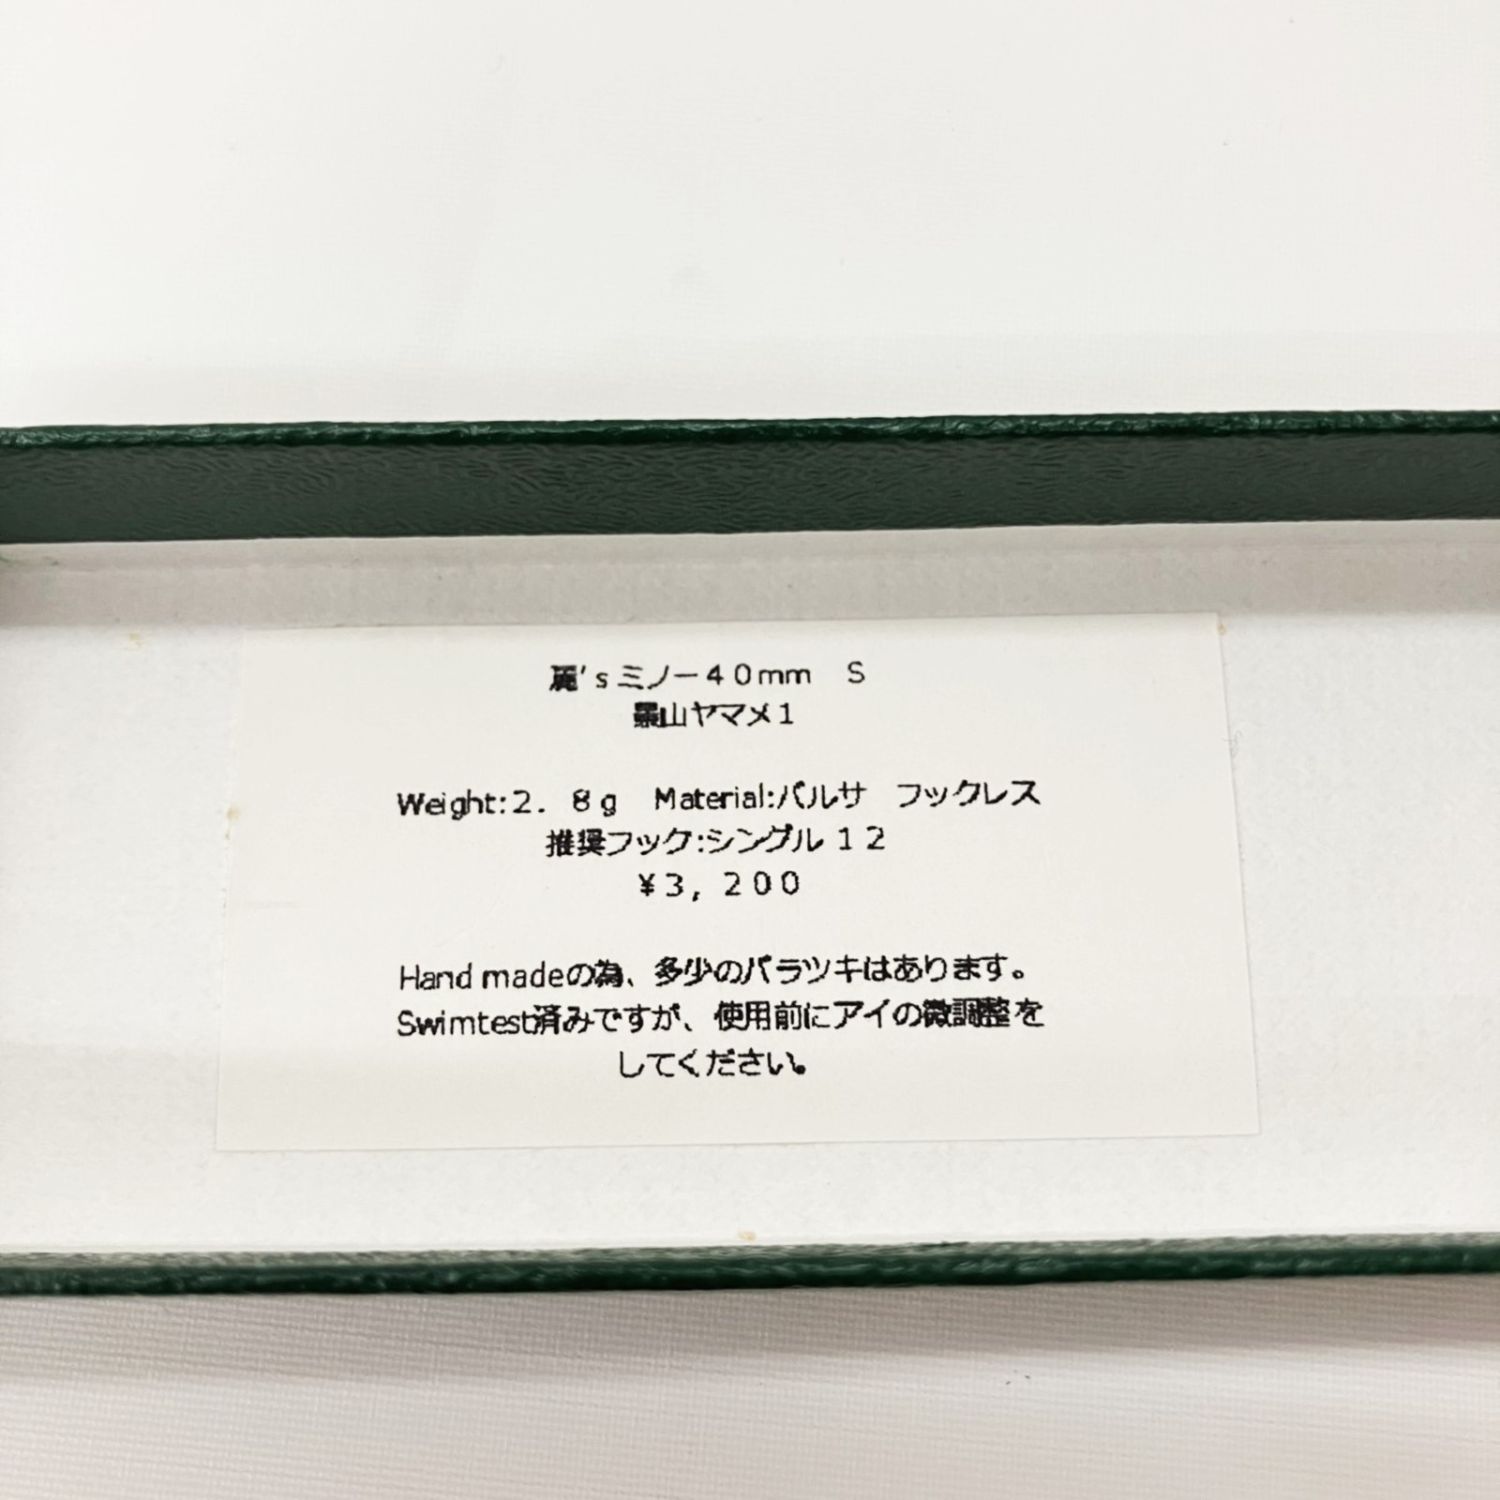 麗'sミノー40mm　S
山ヤマメ1
Weight:2．8g　Material:バルサ　フックレス
推奨フック:シングル12
¥3，200
Hand madeの為、多少のバラツキはあります。
Swimtest済みですが、使用前にアイの微調整を
してください。